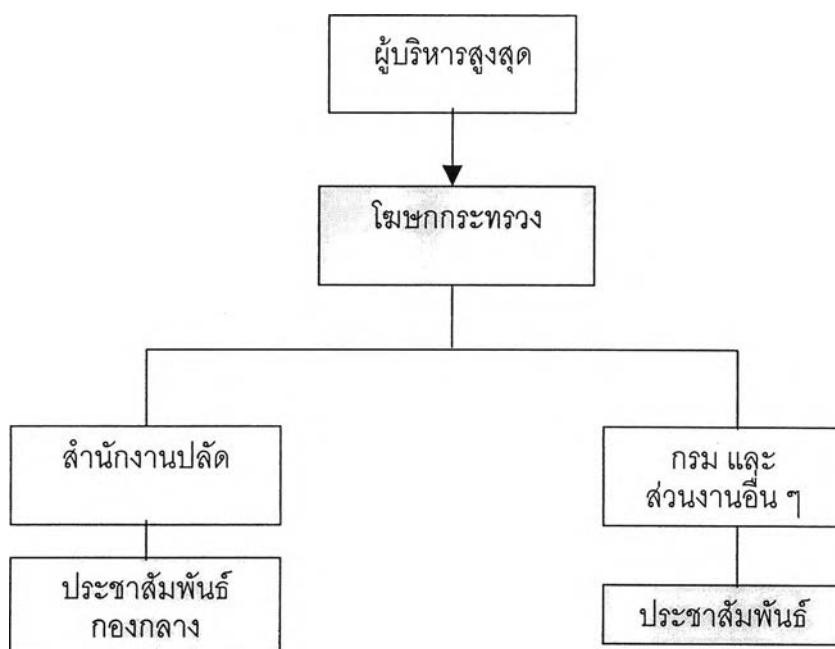 ผู้บริหารสูงสุด
โฆษกกระทรวง
สำนักงานปลัด
กรม และ
ส่วนงานอื่น ๆ
ประชาสัมพันธ์
กองกลาง
ประชาสัมพันธ์